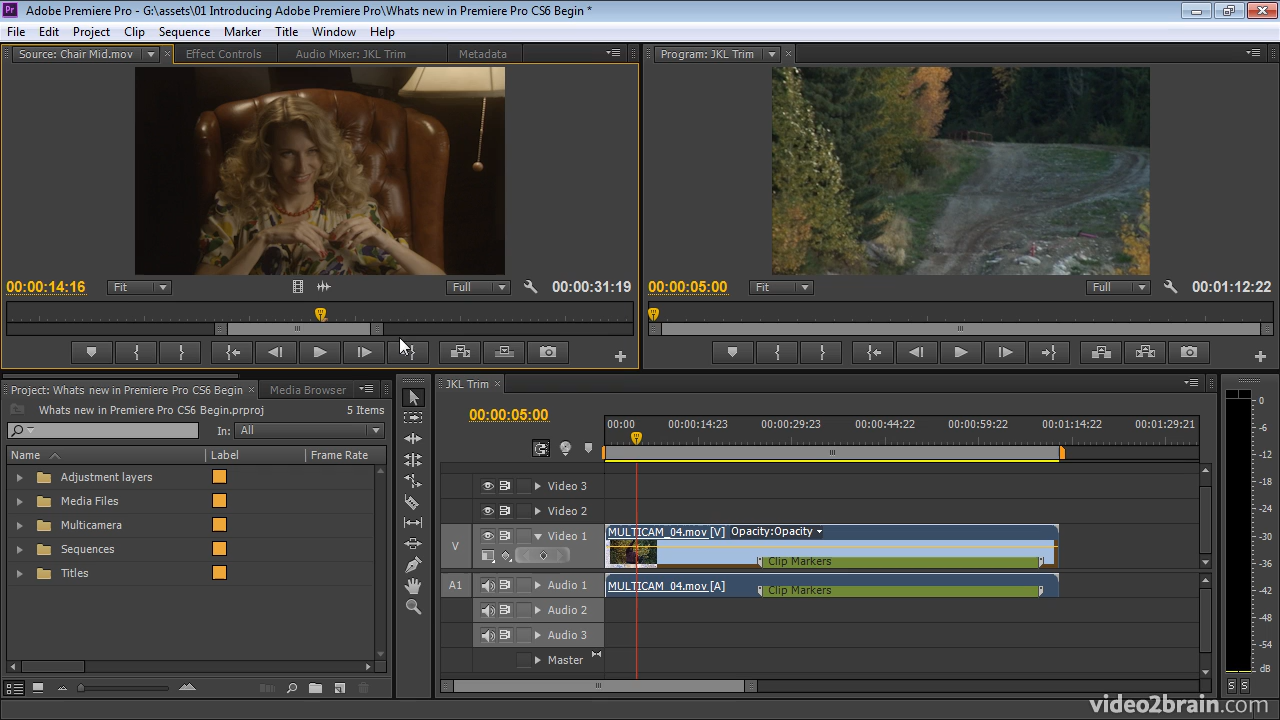 Pr Adobe Premiere Pro - G:\assets\01 Introducing Adobe Premiere Pro\Whats new in Premiere Pro CS6 Begin *
File Edit Project Clip Sequence Marker Title Window Help
Source: Chair Mid.mov Effect Controls Audio Mixer: JKL Trim Metadata
Program: JKL Trim
00:00:14:16 Fit Full 00:00:31:19
00:00:05:00 Fit Full 00:01:12:22
Project: Whats new in Premiere Pro CS6 Begin Media Browser
Whats new in Premiere Pro CS6 Begin.prproj 5 Items
In: All
Name Label Frame Rate
Adjustment layers
Media Files
Multicamera
Sequences
Titles
JKL Trim
00:00:05:00
00:00 00:00:14:23 00:00:29:23 00:00:44:22 00:00:59:22 00:01:14:22 00:01:29:21
Video 3
Video 2
V Video 1 MULTICAM_04.mov [V] Opacity:Opacity
Clip Markers
A1 Audio 1 MULTICAM_04.mov [A] Clip Markers
Audio 2
Audio 3
Master
0
-6
-12
-18
-24
-30
-36
-42
-48
-54
dB
S S
video2brain.com